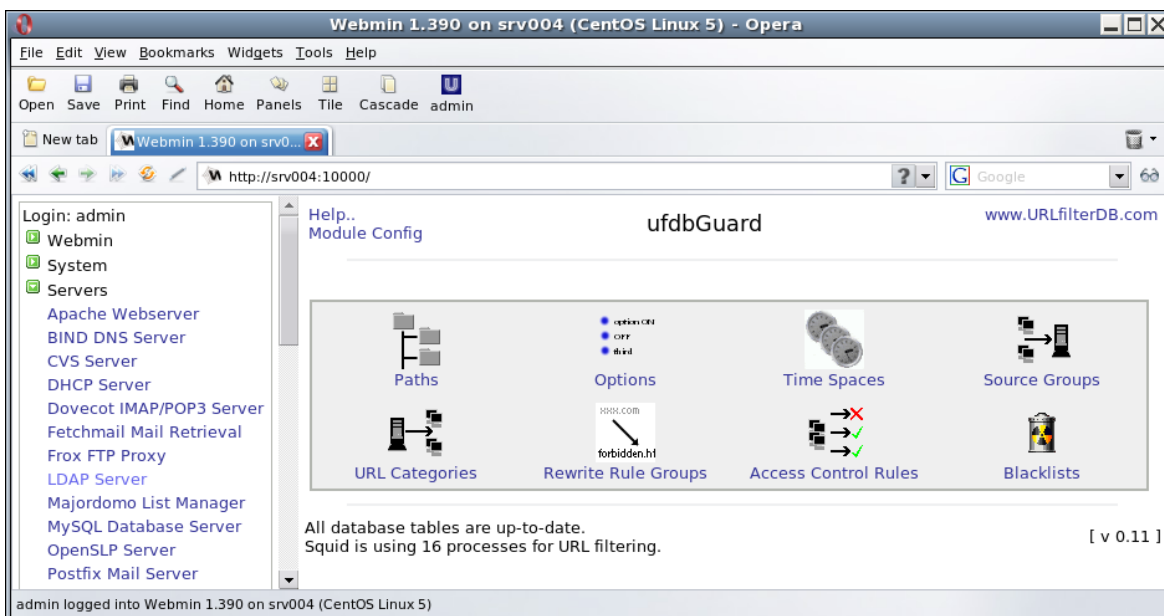 Webmin 1.390 on srv004 (CentOS Linux 5) - Opera
File Edit View Bookmarks Widgets Tools Help
Open Save Print Find Home Panels Tile Cascade admin
New tab Webmin 1.390 on srv0...
http://srv004:10000/ ? G Google
Login: admin
Webmin
System
Servers
Apache Webserver
BIND DNS Server
CVS Server
DHCP Server
Dovecot IMAP/POP3 Server
Fetchmail Mail Retrieval
Frox FTP Proxy
LDAP Server
Majordomo List Manager
MySQL Database Server
OpenSLP Server
Postfix Mail Server
Help..
Module Config
ufdbGuard
www.URLfilterDB.com
option ON
OFF
third
Paths Options Time Spaces Source Groups
xxx.com
forbidden.ht
URL Categories Rewrite Rule Groups Access Control Rules Blacklists
All database tables are up-to-date.
Squid is using 16 processes for URL filtering.
[ v 0.11 ]
admin logged into Webmin 1.390 on srv004 (CentOS Linux 5)